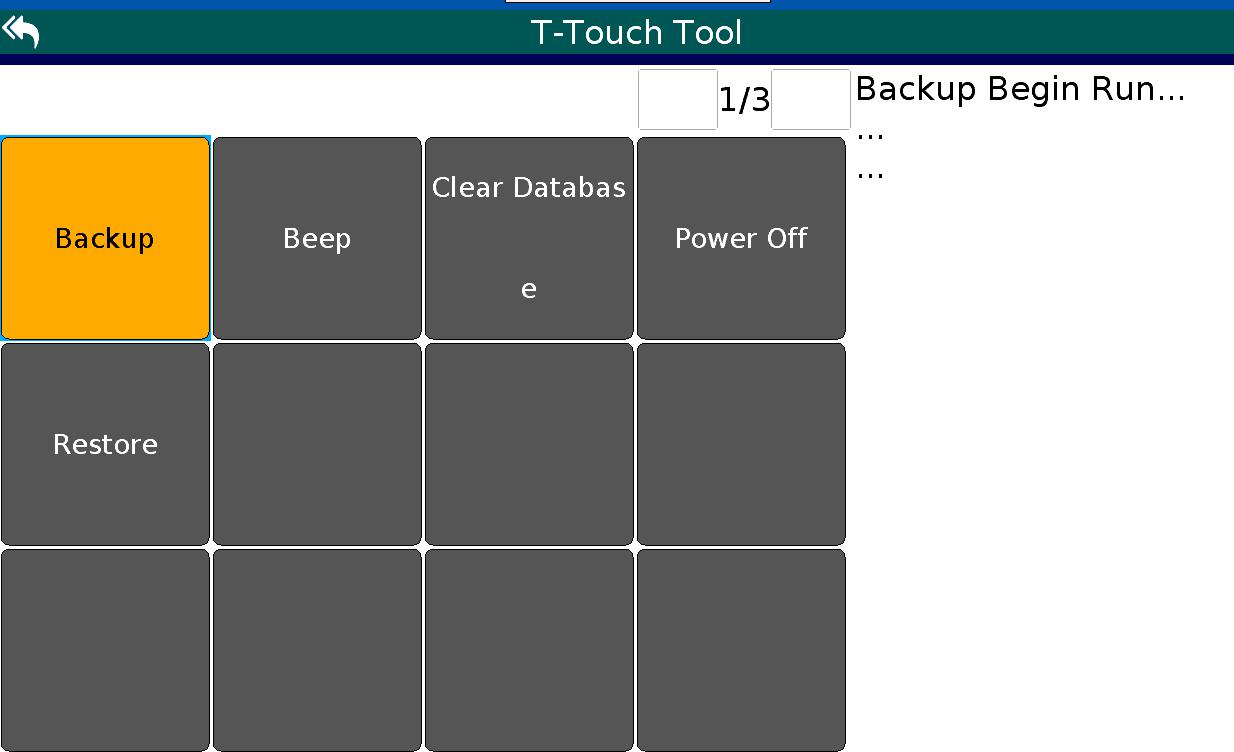 T-Touch Tool
1/3
Backup Begin Run...
...
...
Backup
Beep
Clear Databas
e
Power Off
Restore